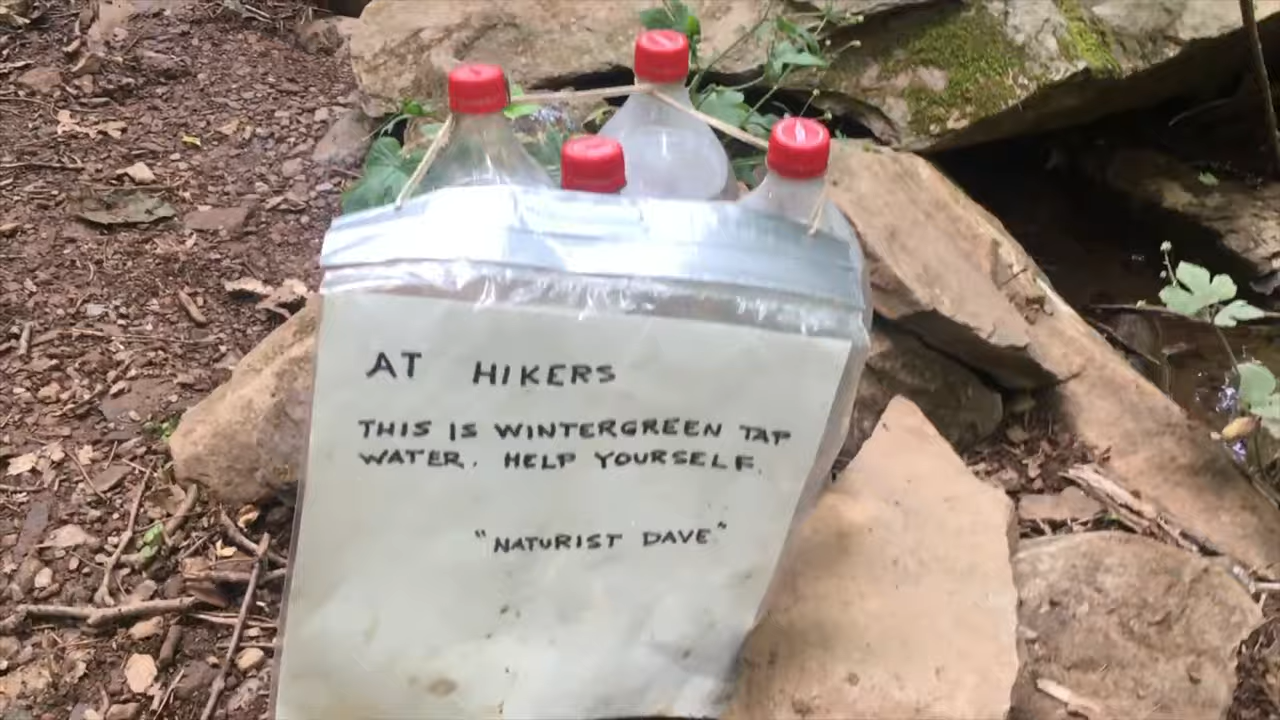 AT HIKERS
THIS IS WINTERGREEN TAP
WATER. HELP YOURSELF.
"NATURIST DAVE"